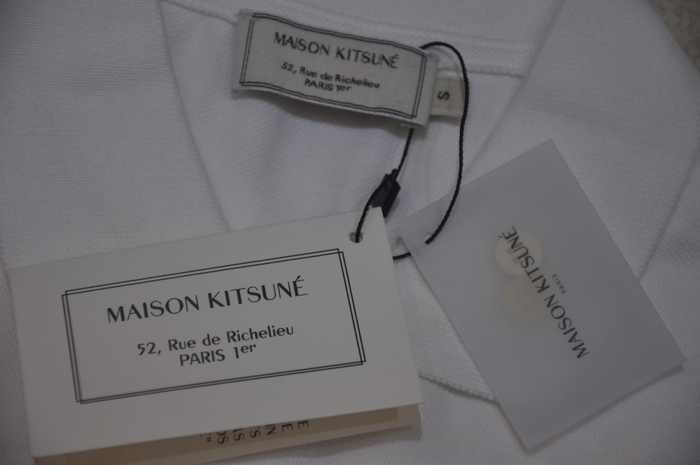 MAISON KITSUNÉ
52, Rue de Richelieu
PARIS 1er
S
MAISON KITSUNÉ
52, Rue de Richelieu
PARIS 1er
MAISON KITSUNÉ
PARIS